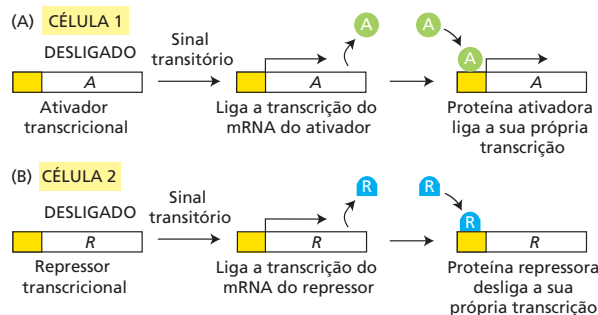 (A) CÉLULA 1
DESLIGADO
Sinal
transitório
A
A
A
A
A
A
Ativador
transcricional
Liga a transcrição do
mRNA do ativador
Proteína ativadora
liga a sua própria
transcrição
(B) CÉLULA 2
DESLIGADO
Sinal
transitório
R
R
R
R
R
R
Repressor
transcricional
Liga a transcrição do
mRNA do repressor
Proteína repressora
desliga a sua
própria transcrição